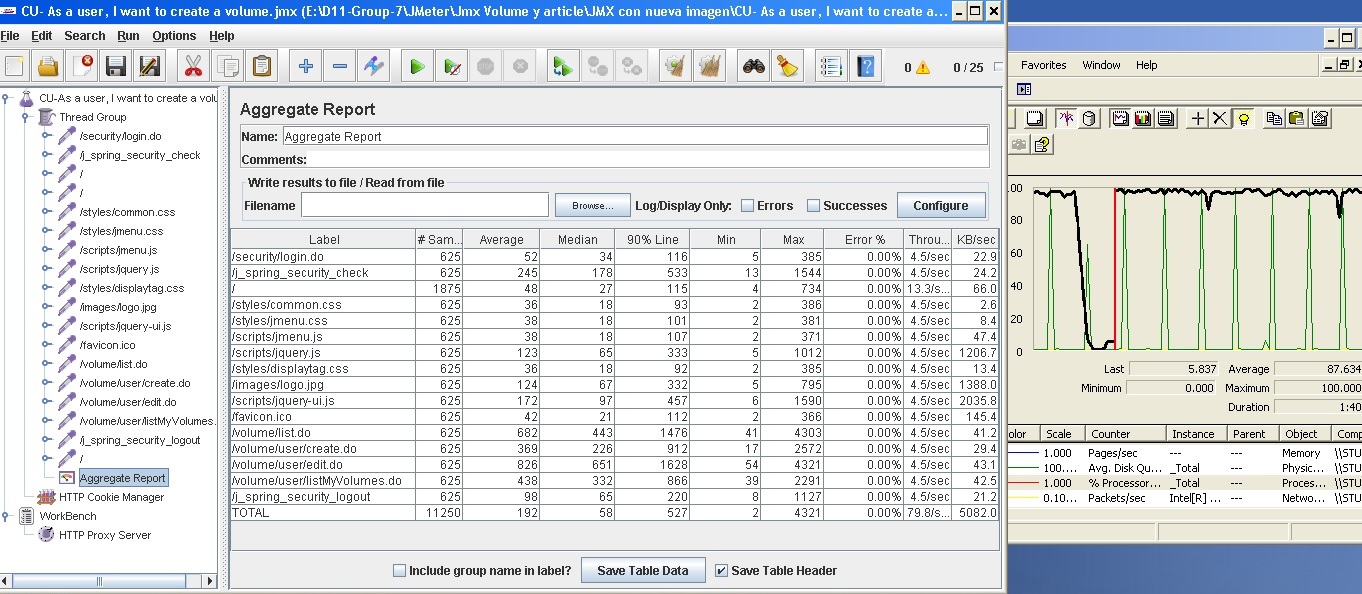 CU- As a user, I want to create a volume.jmx (E:\D11-Group-7\JMeter\Jmx Volume y article\JMX con nueva imagen\CU- As a user, I want to create a...
File Edit Search Run Options Help
0 0 / 25
CU-As a user, I want to create a volu
Thread Group
/security/login.do
/j_spring_security_check
/
/
/styles/common.css
/styles/jmenu.css
/scripts/jmenu.js
/scripts/jquery.js
/styles/displaytag.css
/images/logo.jpg
/scripts/jquery-ui.js
/favicon.ico
/volume/list.do
/volume/user/create.do
/volume/user/edit.do
/volume/user/listMyVolumes.
/j_spring_security_logout
/
Aggregate Report
HTTP Cookie Manager
WorkBench
HTTP Proxy Server
Aggregate Report
Name: Aggregate Report
Comments:
Write results to file / Read from file
Filename Browse... Log/Display Only: Errors Successes Configure
Label # Sam... Average Median 90% Line Min Max Error % Throu... KB/sec
/security/login.do 625 52 34 116 5 385 0.00% 4.5/sec 22.9
/j_spring_security_check 625 245 178 533 13 1544 0.00% 4.5/sec 24.2
/ 1875 48 27 115 4 734 0.00% 13.3/s... 66.0
/styles/common.css 625 36 18 93 2 386 0.00% 4.5/sec 2.6
/styles/jmenu.css 625 38 18 101 2 381 0.00% 4.5/sec 8.4
/scripts/jmenu.js 625 38 18 107 2 371 0.00% 4.5/sec 47.4
/scripts/jquery.js 625 123 65 333 5 1012 0.00% 4.5/sec 1206.7
/styles/displaytag.css 625 36 18 92 2 385 0.00% 4.5/sec 13.4
/images/logo.jpg 625 124 67 332 5 795 0.00% 4.5/sec 1388.0
/scripts/jquery-ui.js 625 172 97 457 6 1590 0.00% 4.5/sec 2035.8
/favicon.ico 625 42 21 112 2 366 0.00% 4.5/sec 145.4
/volume/list.do 625 682 443 1476 41 4303 0.00% 4.5/sec 41.2
/volume/user/create.do 625 369 226 912 17 2572 0.00% 4.5/sec 29.4
/volume/user/edit.do 625 826 651 1628 54 4321 0.00% 4.5/sec 43.1
/volume/user/listMyVolumes.do 625 438 332 866 39 2291 0.00% 4.5/sec 42.5
/j_spring_security_logout 625 98 65 220 8 1127 0.00% 4.5/sec 21.2
TOTAL 11250 192 58 527 2 4321 0.00% 79.8/s... 5082.0
Include group name in label? Save Table Data Save Table Header
Favorites Window Help
00
80
60
40
20
0
Last 5.837 Average 87.634
Minimum 0.000 Maximum 100.000
Duration 1:40
olor Scale Counter Instance Parent Object Comp
1.000 Pages/sec --- --- Memory \\STU
100.... Avg. Disk Qu... _Total --- Physic... \\STU
1.000 % Processor... _Total --- Proces... \\STU
0.10... Packets/sec Intel[R] ... --- Netwo... \\STU